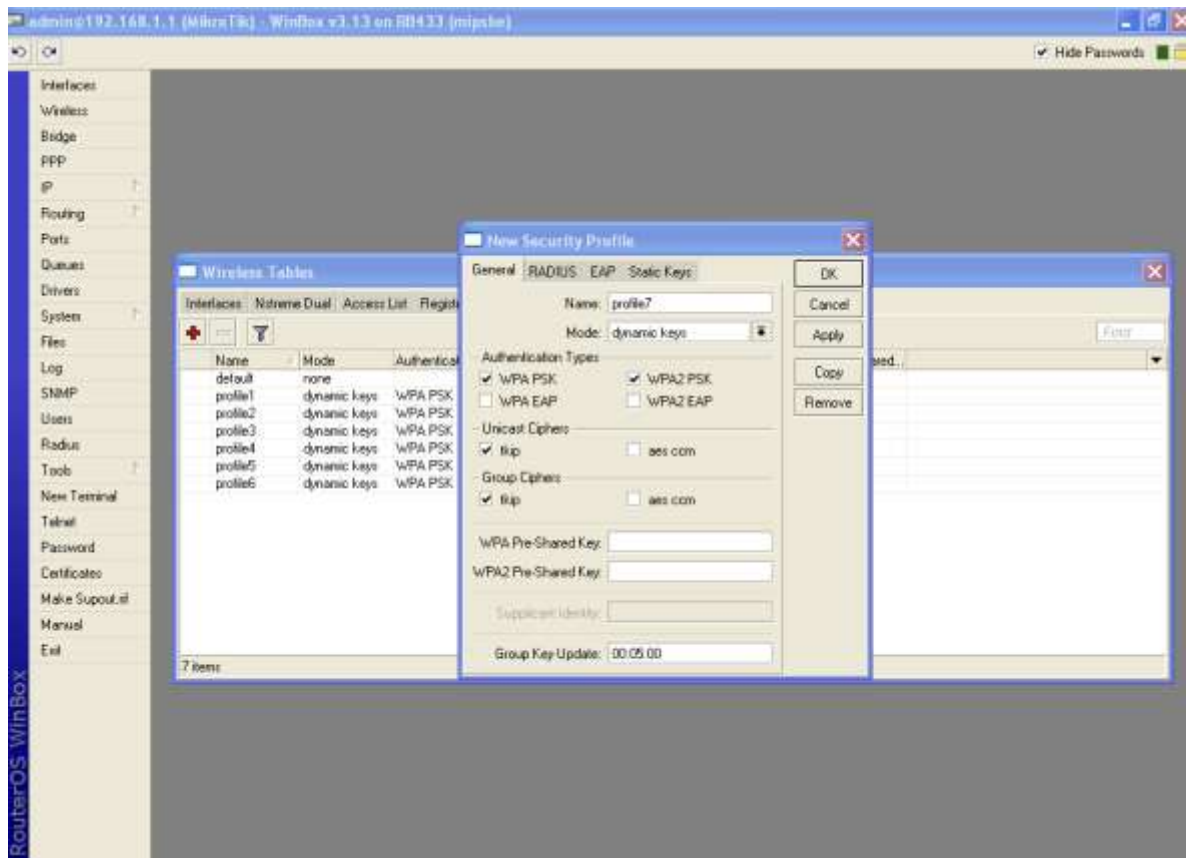 admin@192.168.1.1 (MikroTik) - WinBox v3.13 on RB433 (mipsbe)
Hide Passwords
Interfaces
Wireless
Bridge
PPP
IP
Routing
Ports
Queues
Drivers
System
Files
Log
SNMP
Users
Radius
Tools
New Terminal
Telnet
Password
Certificates
Make Supout.rif
Manual
Exit
RouterOS WinBox
Wireless Tables
Interfaces Nstreme Dual Access List Regist
Find
Name Mode Authenticat ared...
default none
profile1 dynamic keys WPA PSK
profile2 dynamic keys WPA PSK
profile3 dynamic keys WPA PSK
profile4 dynamic keys WPA PSK
profile5 dynamic keys WPA PSK
profile6 dynamic keys WPA PSK
7 items
New Security Profile
General RADIUS EAP Static Keys
Name: profile7
Mode: dynamic keys
Authentication Types
WPA PSK WPA2 PSK
WPA EAP WPA2 EAP
Unicast Ciphers
tkip aes ccm
Group Ciphers
tkip aes ccm
WPA Pre-Shared Key:
WPA2 Pre-Shared Key:
Supplicant Identity:
Group Key Update: 00:05:00
OK
Cancel
Apply
Copy
Remove